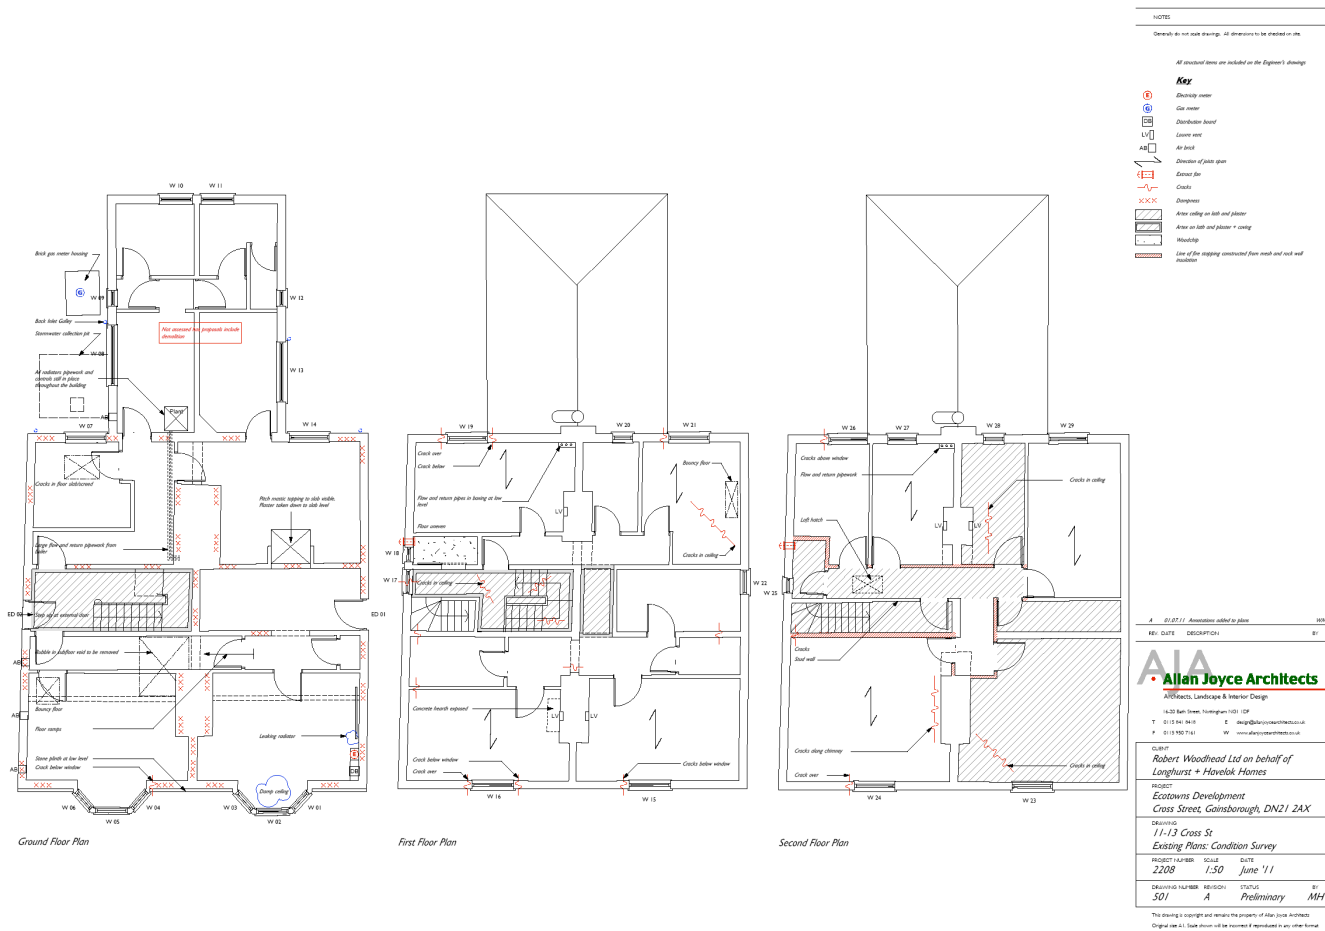 NOTES
Generally do not scale drawings. All dimensions to be checked on site.
All structural items are included on the Engineer's drawings
Key
E Electricity meter
G Gas meter
DB Distribution board
LV Louvre vent
AB Air brick
Direction of joists span
Extract fan
Cracks
Dampness
Artex ceiling on lath and plaster
Artex on lath and plaster + coving
Woodchip
Line of fire stopping constructed from mesh and rock wool
insulation
W 10
W 11
Brick gas meter housing
G
W 09
W 12
Back Inlet Gulley
Stormwater collection pit
Not assessed as proposals include
demolition
W 08
W 13
All radiators pipework and
controls still in place
throughout the building
AB
Plant
W 07
W 14
Cracks in floor slab/screed
Pitch mastic topping to slab visible.
Plaster taken down to slab level
Large flow and return pipework from
boiler
ED 02
Step up at external door
ED 01
Rubble in subfloor void to be removed
AB
Bouncy floor
AB
Floor ramps
Leaking radiator
E
DB
Stone plinth at low level
AB
Crack below window
Damp ceiling
W 06
W 04
W 03
W 01
W 05
W 02
Ground Floor Plan
W 19
W 20
W 21
Crack over
Crack below
Bouncy floor
Flow and return pipes in boxing at low
level
LV
Floor uneven
W 18
Cracks in ceiling
W 17
Cracks in ceiling
W 22
Concrete hearth exposed
LV
LV
Crack below window
Crack over
Cracks below window
W 16
W 15
First Floor Plan
W 26
W 27
W 28
W 29
Cracks above window
Flow and return pipework
Cracks in ceiling
Loft hatch
LV
LV
W 25
Cracks
Stud wall
Cracks along chimney
Crack over
Cracks in ceiling
W 24
W 23
Second Floor Plan
A 01.07.11 Annotations added to plans
REV. DATE DESCRIPTION BY
AJA
Allan Joyce Architects
Architects, Landscape & Interior Design
16-20 Bath Street, Nottingham NG1 1DF
T 0115 941 9419 E design@allanjoycearchitects.co.uk
F 0115 950 7161 W www.allanjoycearchitects.co.uk
CLIENT
Robert Woodhead Ltd on behalf of
Longhurst + Havelok Homes
PROJECT
Ecotowns Development
Cross Street, Gainsborough, DN21 2AX
DRAWING
11-13 Cross St
Existing Plans: Condition Survey
PROJECT NUMBER SCALE DATE
2208 1:50 June '11
DRAWING NUMBER REVISION STATUS BY
501 A Preliminary MH
This drawing is copyright and remains the property of Allan Joyce Architects
Original size A1. Scale shown will be incorrect if reproduced in any other format